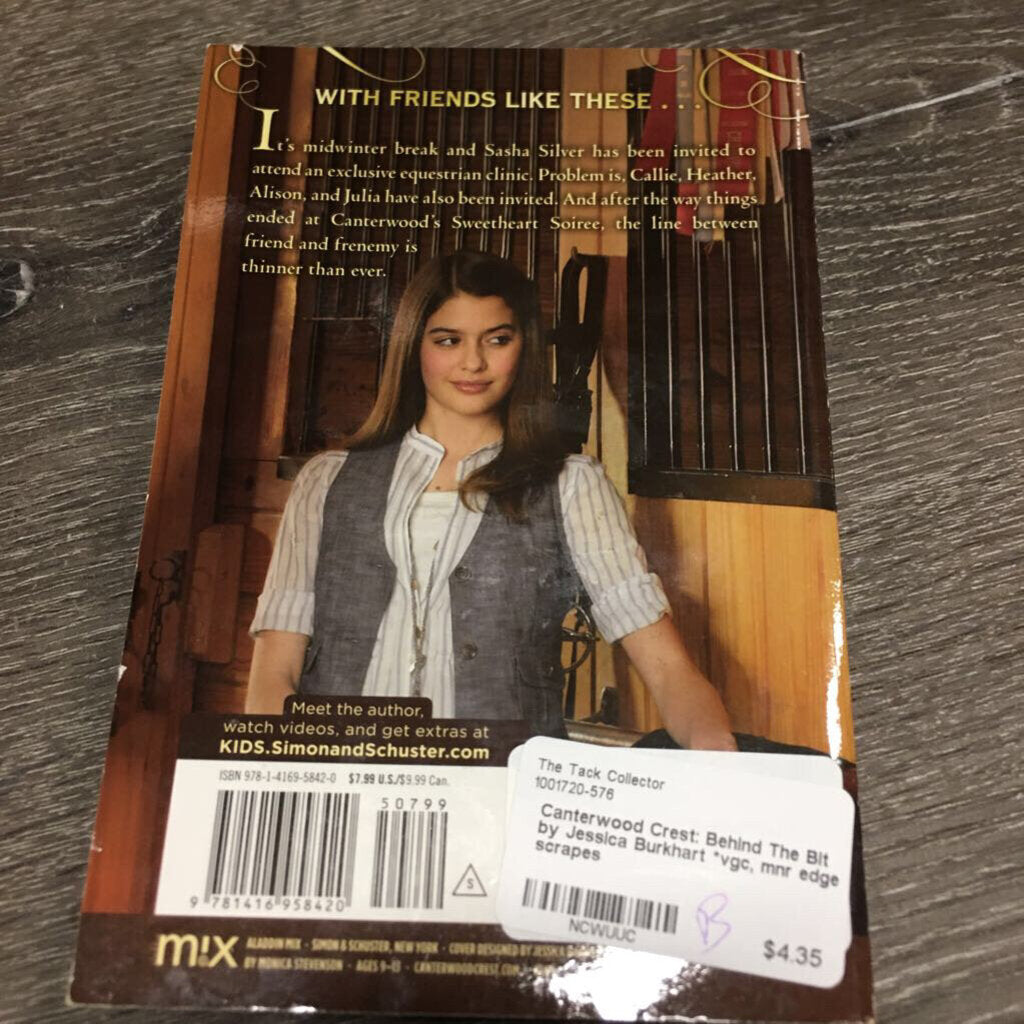 WITH FRIENDS LIKE THESE . . .
It's midwinter break and Sasha Silver has been invited to
attend an exclusive equestrian clinic. Problem is, Callie, Heather,
Alison, and Julia have also been invited. And after the way things
ended at Canterwood's Sweetheart Soiree, the line between
friend and frenemy is
thinner than ever.
Meet the author,
watch videos, and get extras at
KIDS.SimonandSchuster.com
ISBN 978-1-4169-5842-0 $7.99 U.S./$9.99 Can.
50799
9 781416 958420
S
The Tack Collector
1001720-576
Canterwood Crest: Behind The Bit
by Jessica Burkhart *vgc, mnr edge
scrapes
NCWUUC
B
$4.35
m!x
ALADDIN MIX · SIMON & SCHUSTER, NEW YORK · COVER DESIGNED BY
BY MONICA STEVENSON · AGES 9–13 · CANTERWOODCREST.COM